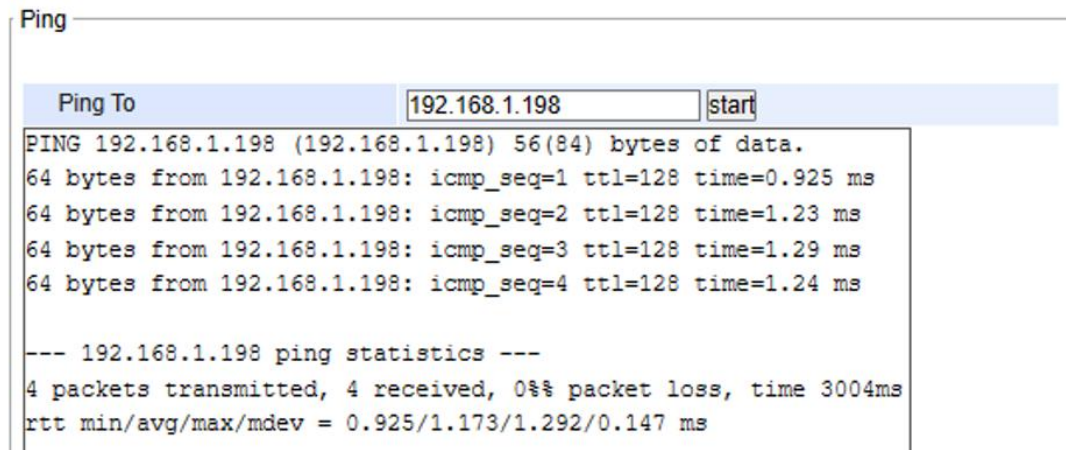 Ping
Ping To 192.168.1.198 start
PING 192.168.1.198 (192.168.1.198) 56(84) bytes of data.
64 bytes from 192.168.1.198: icmp_seq=1 ttl=128 time=0.925 ms
64 bytes from 192.168.1.198: icmp_seq=2 ttl=128 time=1.23 ms
64 bytes from 192.168.1.198: icmp_seq=3 ttl=128 time=1.29 ms
64 bytes from 192.168.1.198: icmp_seq=4 ttl=128 time=1.24 ms
--- 192.168.1.198 ping statistics ---
4 packets transmitted, 4 received, 0%% packet loss, time 3004ms
rtt min/avg/max/mdev = 0.925/1.173/1.292/0.147 ms